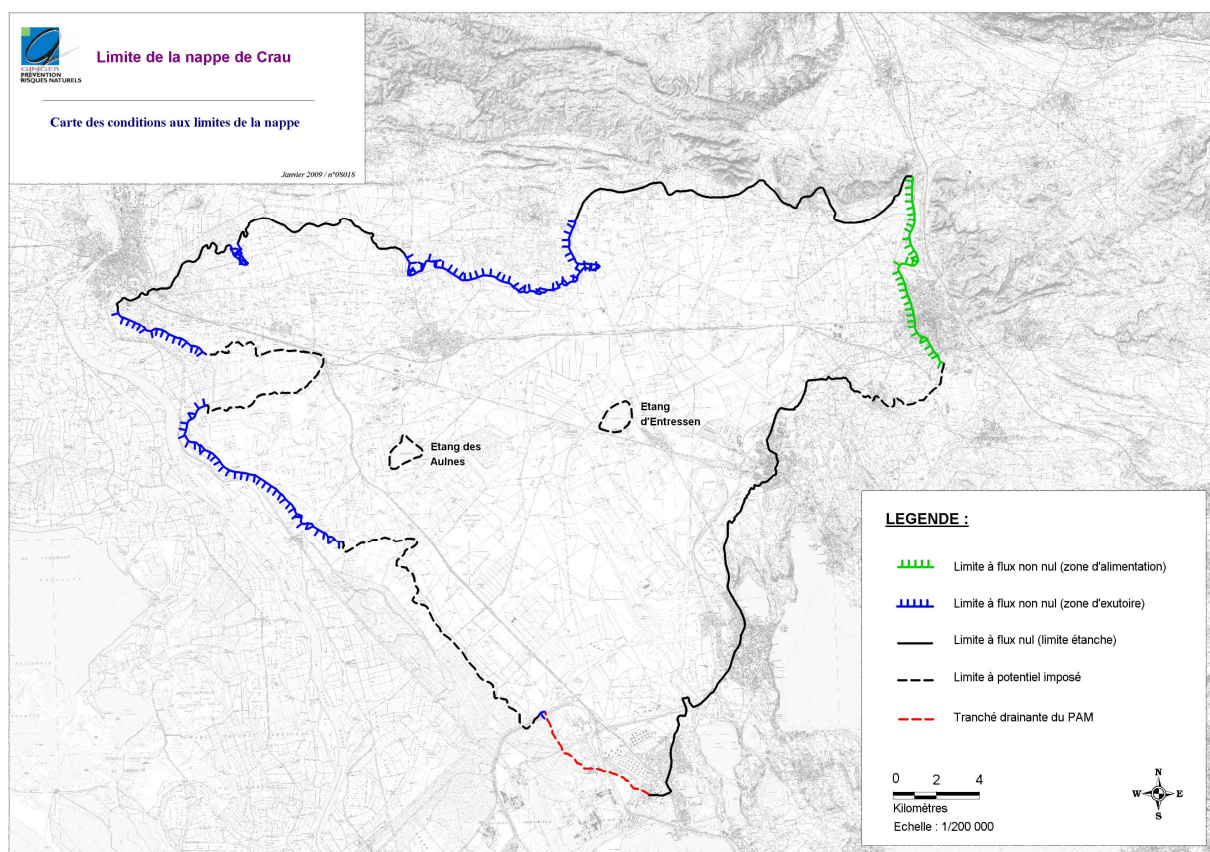 GINGER
PRÉVENTION
RISQUES NATURELS
Limite de la nappe de Crau
Carte des conditions aux limites de la nappe
Janvier 2009 / n°08018
Etang
d'Entressen
Etang des
Aulnes
LEGENDE :
Limite à flux non nul (zone d'alimentation)
Limite à flux non nul (zone d'exutoire)
Limite à flux nul (limite étanche)
Limite à potentiel imposé
Tranché drainante du PAM
0 2 4
Kilomètres
Echelle : 1/200 000
N
W E
S